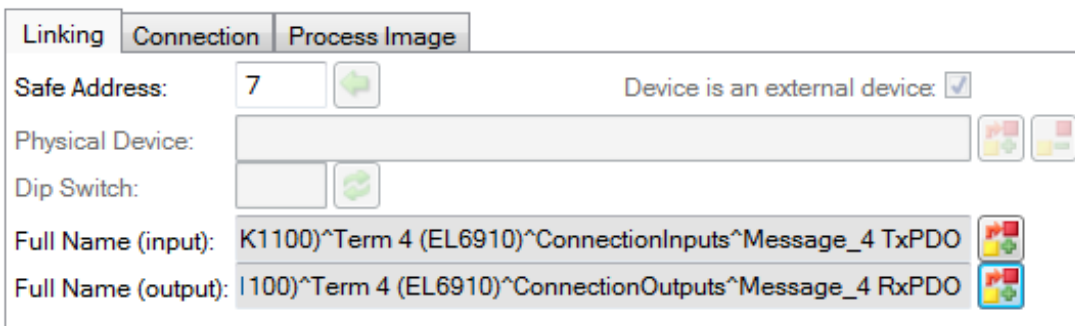 Linking Connection Process Image
Safe Address: 7 Device is an external device:
Physical Device:
Dip Switch:
Full Name (input): K1100)^Term 4 (EL6910)^ConnectionInputs^Message_4 TxPDO
Full Name (output): 1100)^Term 4 (EL6910)^ConnectionOutputs^Message_4 RxPDO